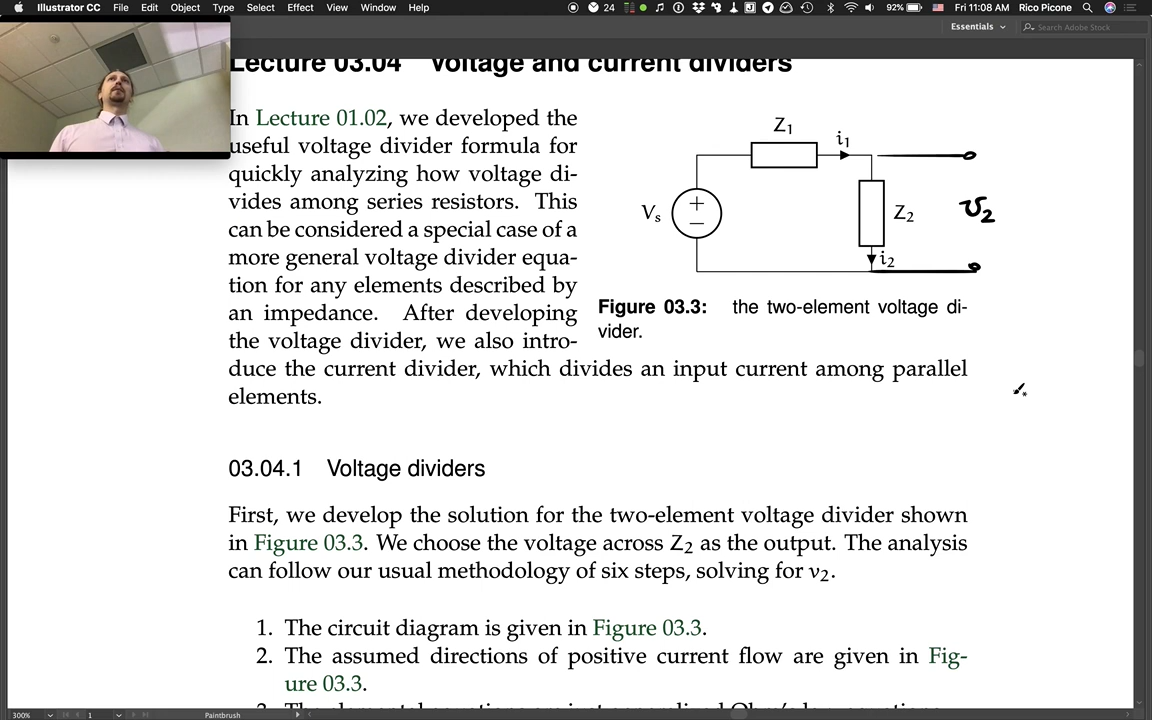 Illustrator CC File Edit Object Type Select Effect View Window Help 24 92% Fri 11:08 AM Rico Picone
Essentials Search Adobe Stock
Lecture 03.04 Voltage and current dividers
In Lecture 01.02, we developed the
useful voltage divider formula for
quickly analyzing how voltage di-
vides among series resistors. This
can be considered a special case of a
more general voltage divider equa-
tion for any elements described by
an impedance. After developing
the voltage divider, we also intro-
duce the current divider, which divides an input current among parallel
elements.
Z1
i1
Vs
+
−
Z2
v2
i2
Figure 03.3: the two-element voltage di-
vider.
03.04.1 Voltage dividers
First, we develop the solution for the two-element voltage divider shown
in Figure 03.3. We choose the voltage across Z2 as the output. The analysis
can follow our usual methodology of six steps, solving for v2.
1. The circuit diagram is given in Figure 03.3.
2. The assumed directions of positive current flow are given in Fig-
ure 03.3.
300% 1 Paintbrush